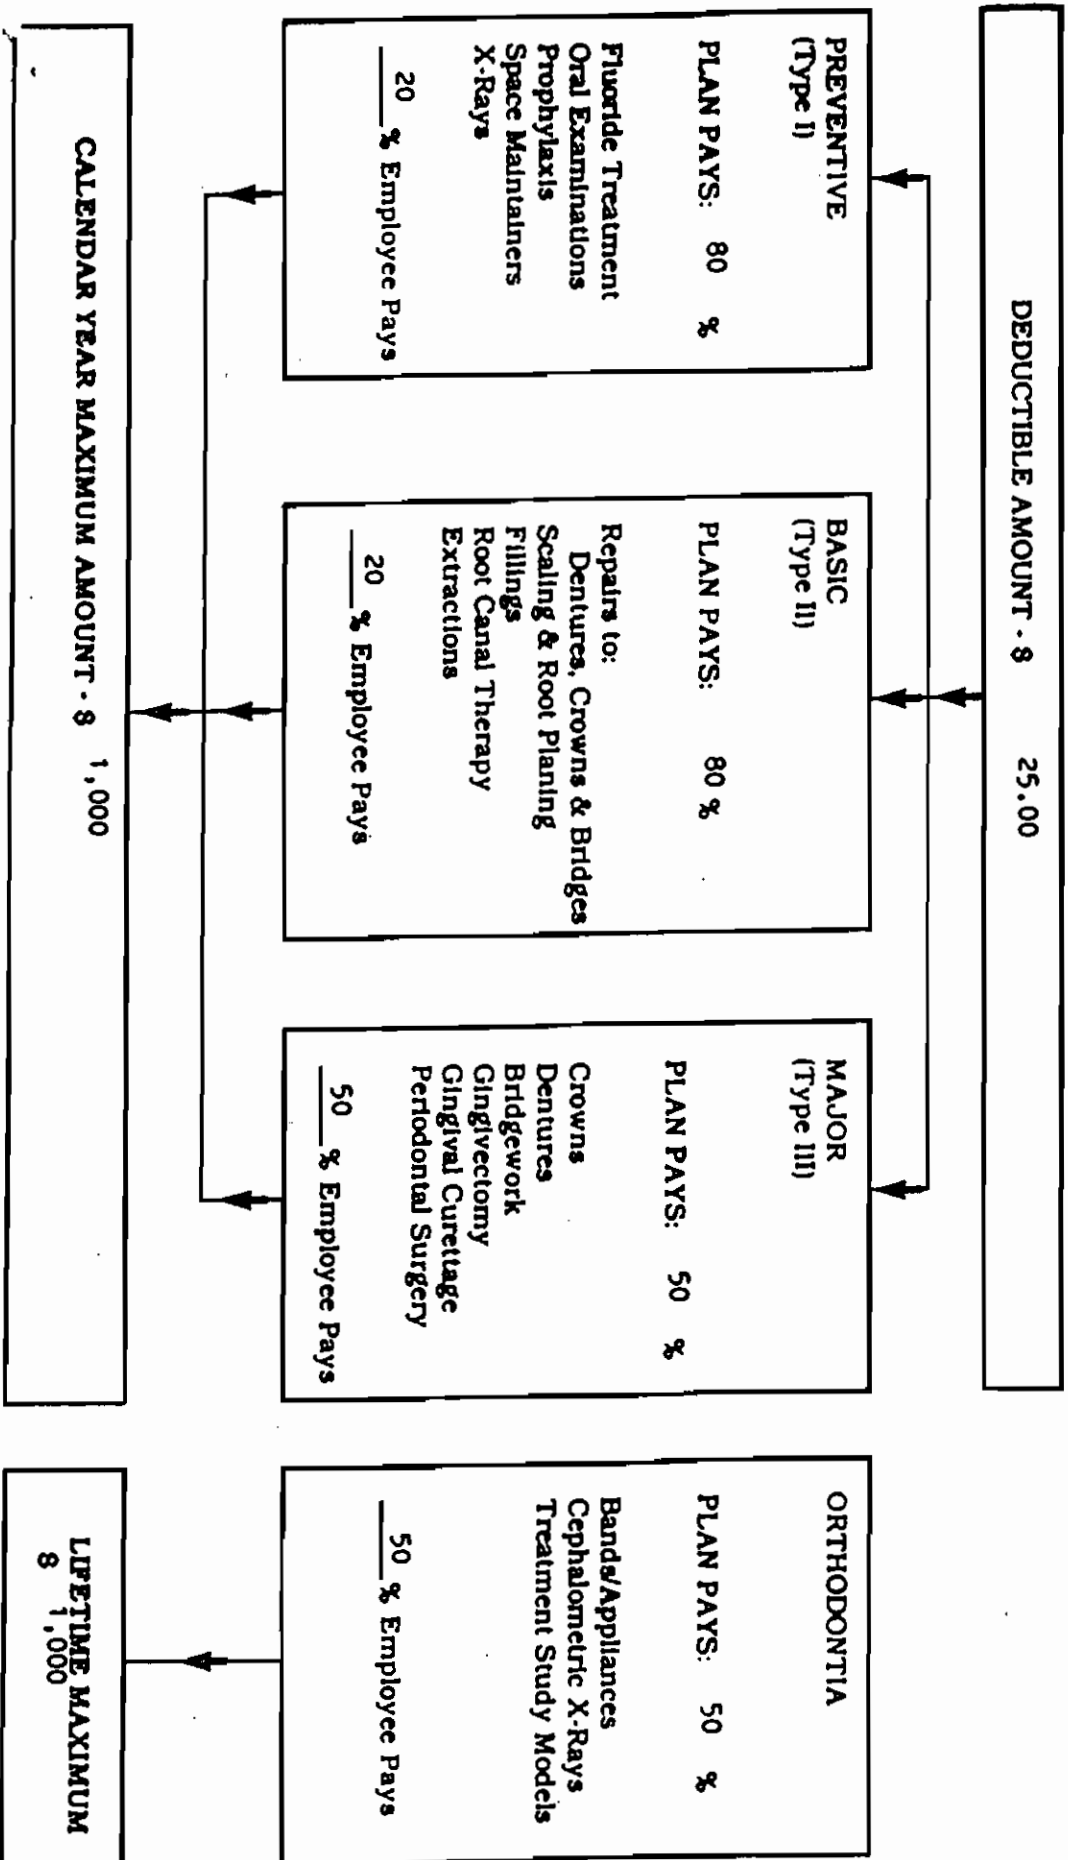 DEDUCTIBLE AMOUNT - $ 25.00
PREVENTIVE
(Type I)
PLAN PAYS: 80 %
Fluoride Treatment
Oral Examinations
Prophylaxis
Space Maintainers
X-Rays
20 % Employee Pays
BASIC
(Type II)
PLAN PAYS: 80 %
Repairs to:
Dentures, Crowns & Bridges
Scaling & Root Planing
Fillings
Root Canal Therapy
Extractions
20 % Employee Pays
MAJOR
(Type III)
PLAN PAYS: 50 %
Crowns
Dentures
Bridgework
Gingivectomy
Gingival Curettage
Periodontal Surgery
50 % Employee Pays
ORTHODONTIA
PLAN PAYS: 50 %
Bands/Appliances
Cephalometric X-Rays
Treatment Study Models
50 % Employee Pays
CALENDAR YEAR MAXIMUM AMOUNT - $ 1,000
LIFETIME MAXIMUM
$ 1,000